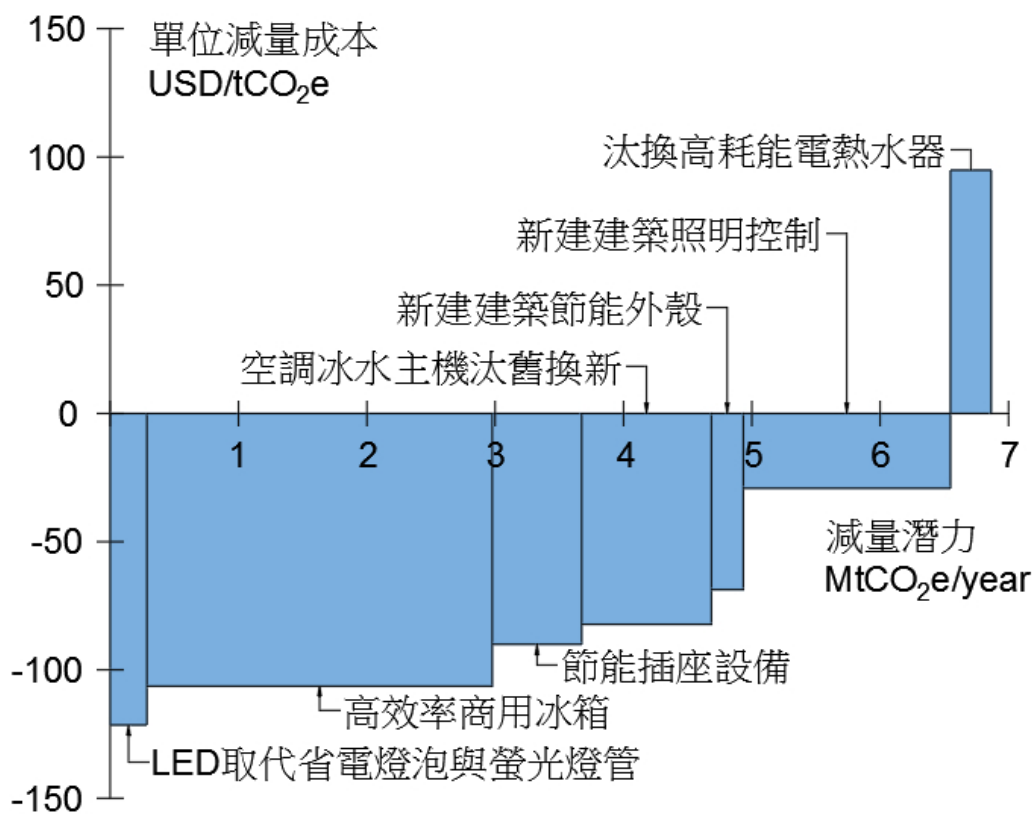 150
單位減量成本
USD/tCO₂e
100
汰換高耗能電熱水器
新建建築照明控制
50
新建建築節能外殼
空調冰水主機汰舊換新
0
1 2 3 4 5 6 7
-50
減量潛力
MtCO₂e/year
-100
節能插座設備
高效率商用冰箱
LED取代省電燈泡與螢光燈管
-150